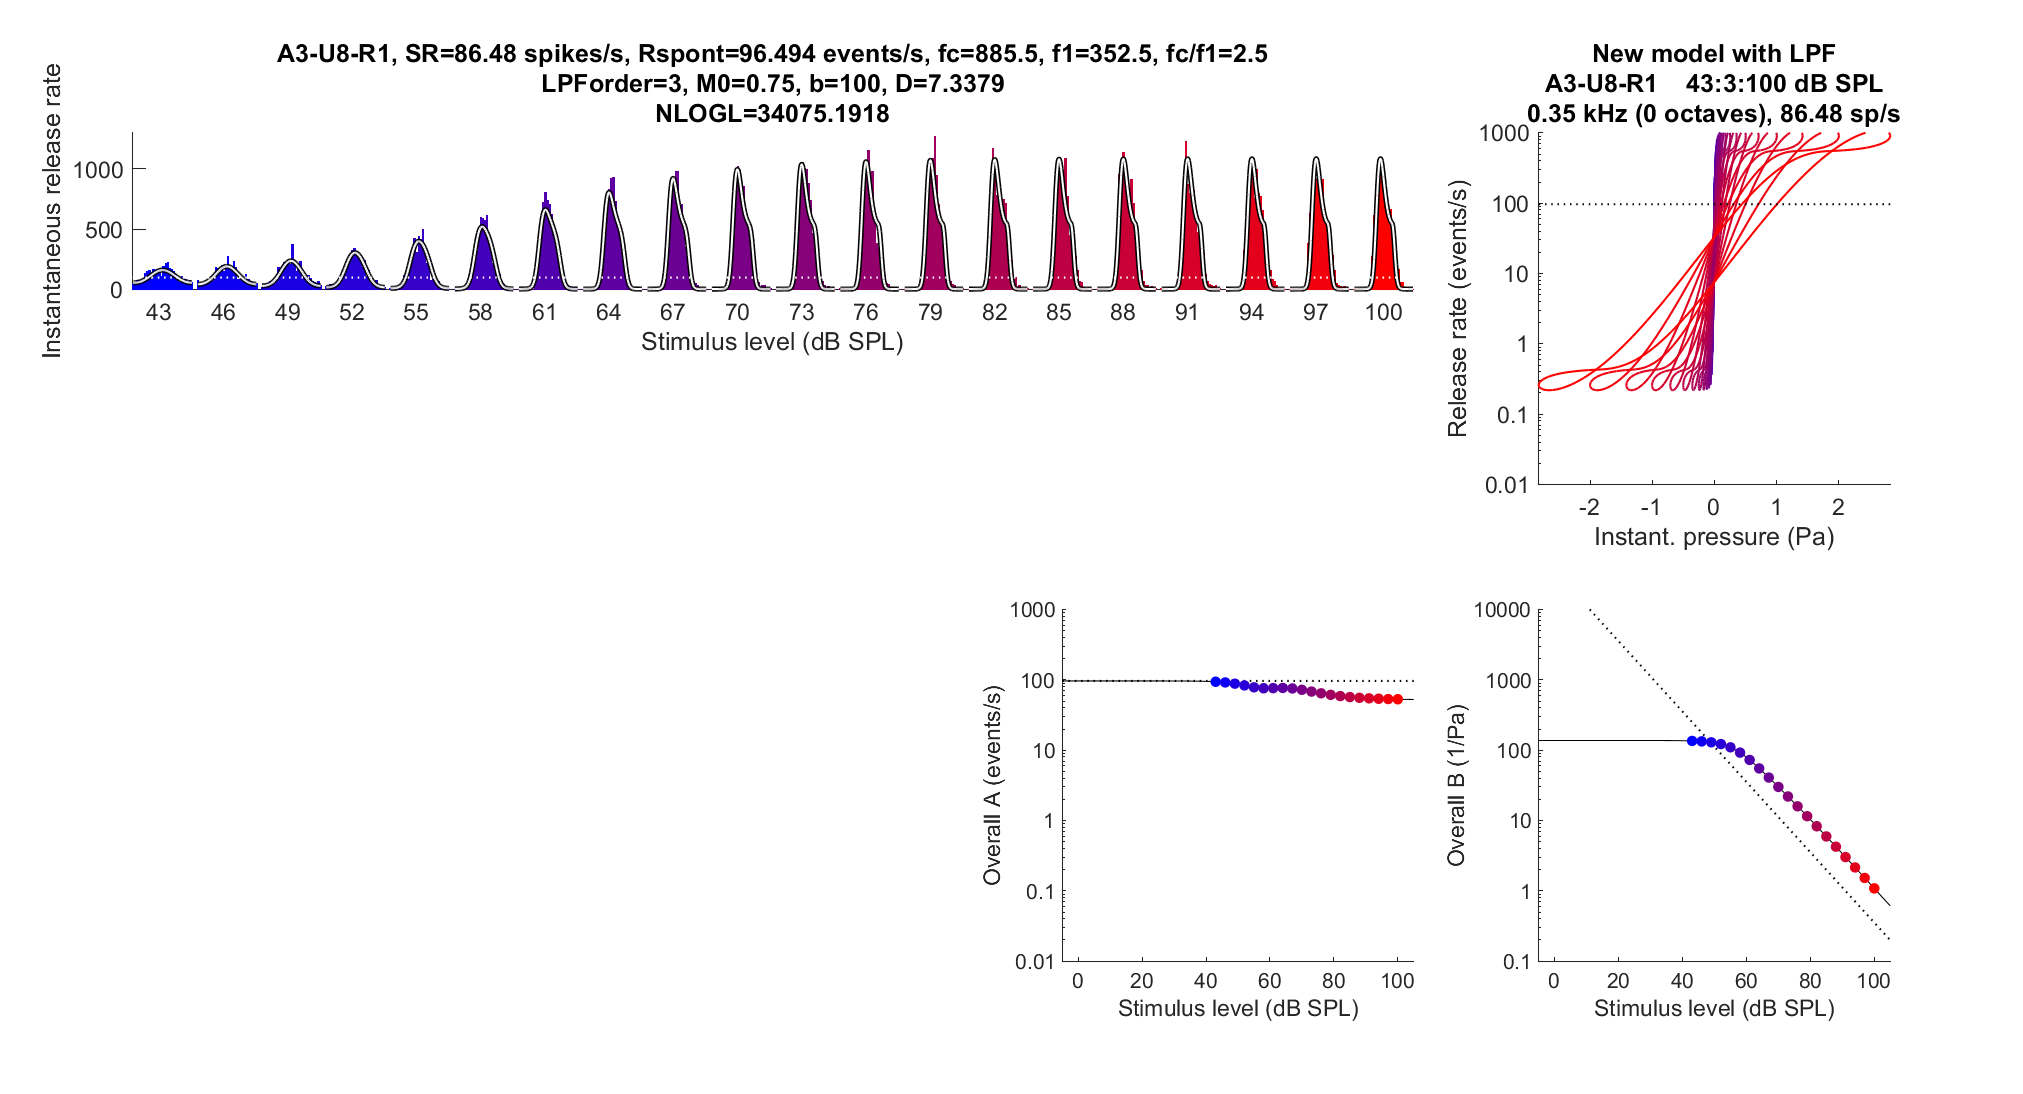 A3-U8-R1, SR=86.48 spikes/s, Rspont=96.494 events/s, fc=885.5, f1=352.5, fc/f1=2.5
LPForder=3, M0=0.75, b=100, D=7.3379
NLOGL=34075.1918
Instantaneous release rate
1000
500
0
43 46 49 52 55 58 61 64 67 70 73 76 79 82 85 88 91 94 97 100
Stimulus level (dB SPL)
New model with LPF
A3-U8-R1 43:3:100 dB SPL
0.35 kHz (0 octaves), 86.48 sp/s
Release rate (events/s)
1000
100
10
1
0.1
0.01
-2 -1 0 1 2
Instant. pressure (Pa)
Overall A (events/s)
1000
100
10
1
0.1
0.01
0 20 40 60 80 100
Stimulus level (dB SPL)
Overall B (1/Pa)
10000
1000
100
10
1
0.1
0 20 40 60 80 100
Stimulus level (dB SPL)